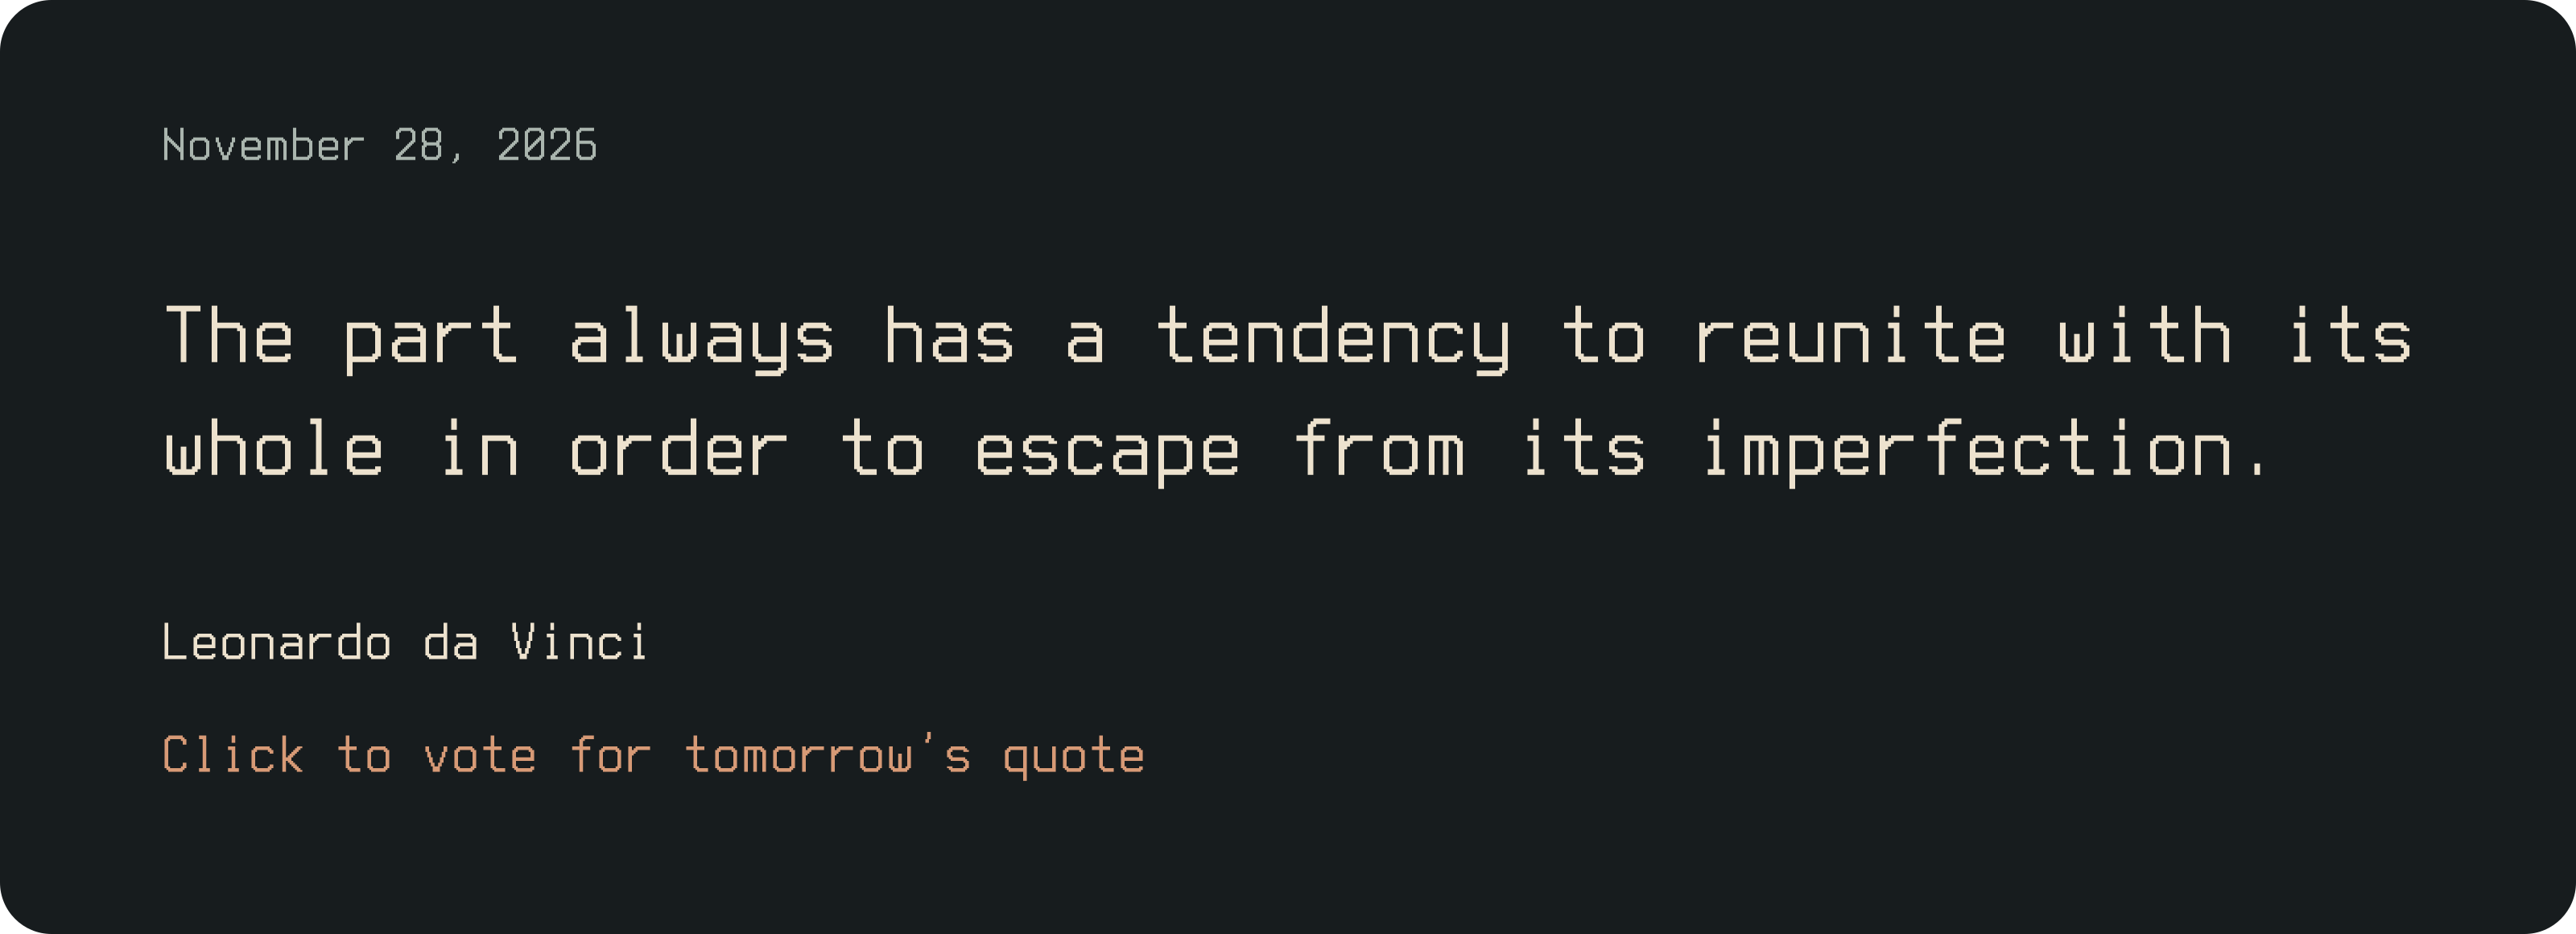 November 28, 2026
The part always has a tendency to reunite with its
whole in order to escape from its imperfection.
Leonardo da Vinci
Click to vote for tomorrow's quote